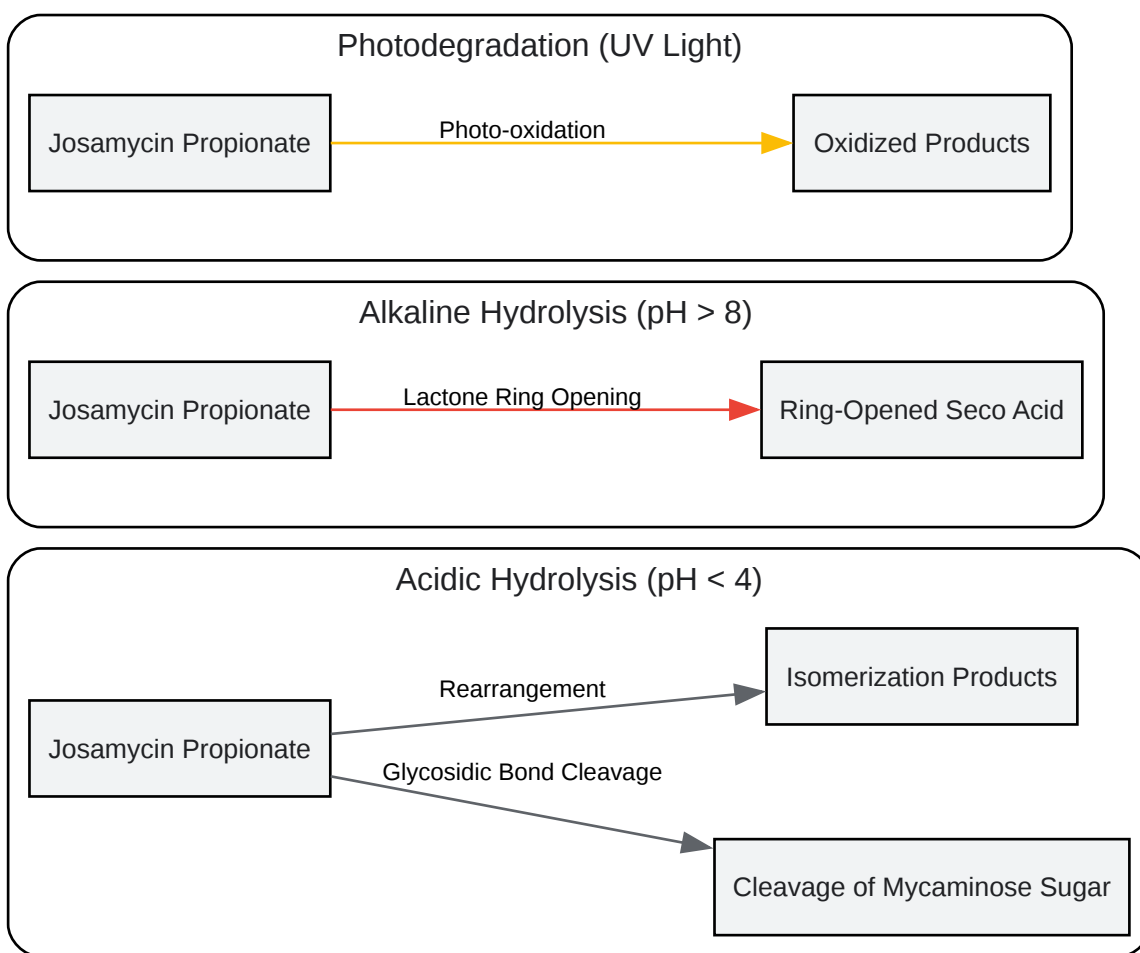 Photodegradation (UV Light)
Josamycin Propionate
Photo-oxidation
Oxidized Products
Alkaline Hydrolysis (pH > 8)
Josamycin Propionate
Lactone Ring Opening
Ring-Opened Seco Acid
Acidic Hydrolysis (pH < 4)
Josamycin Propionate
Rearrangement
Isomerization Products
Glycosidic Bond Cleavage
Cleavage of Mycaminose Sugar